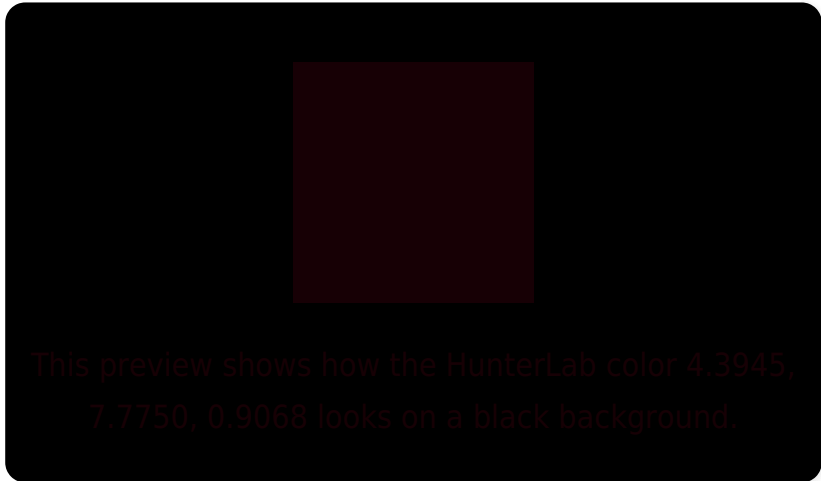 This preview shows how the HunterLab color 4.3945,
7.7750, 0.9068 looks on a black background.